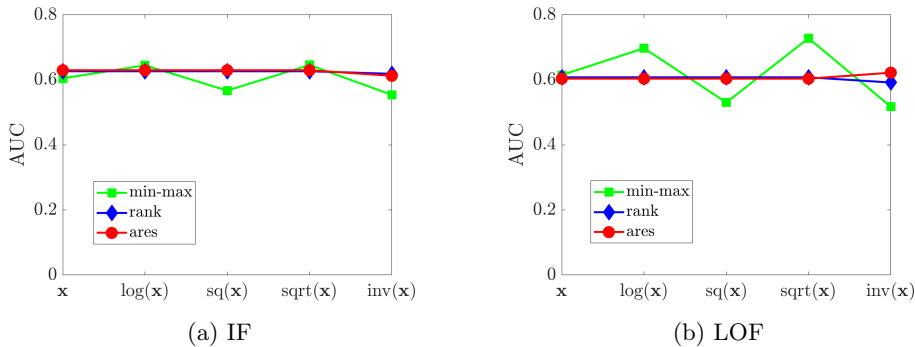 0.8
0.6
0.4
0.2
0
AUC
min-max
rank
ares
x
log(x)
sq(x)
sqrt(x)
inv(x)
(a) IF
0.8
0.6
0.4
0.2
0
AUC
min-max
rank
ares
x
log(x)
sq(x)
sqrt(x)
inv(x)
(b) LOF